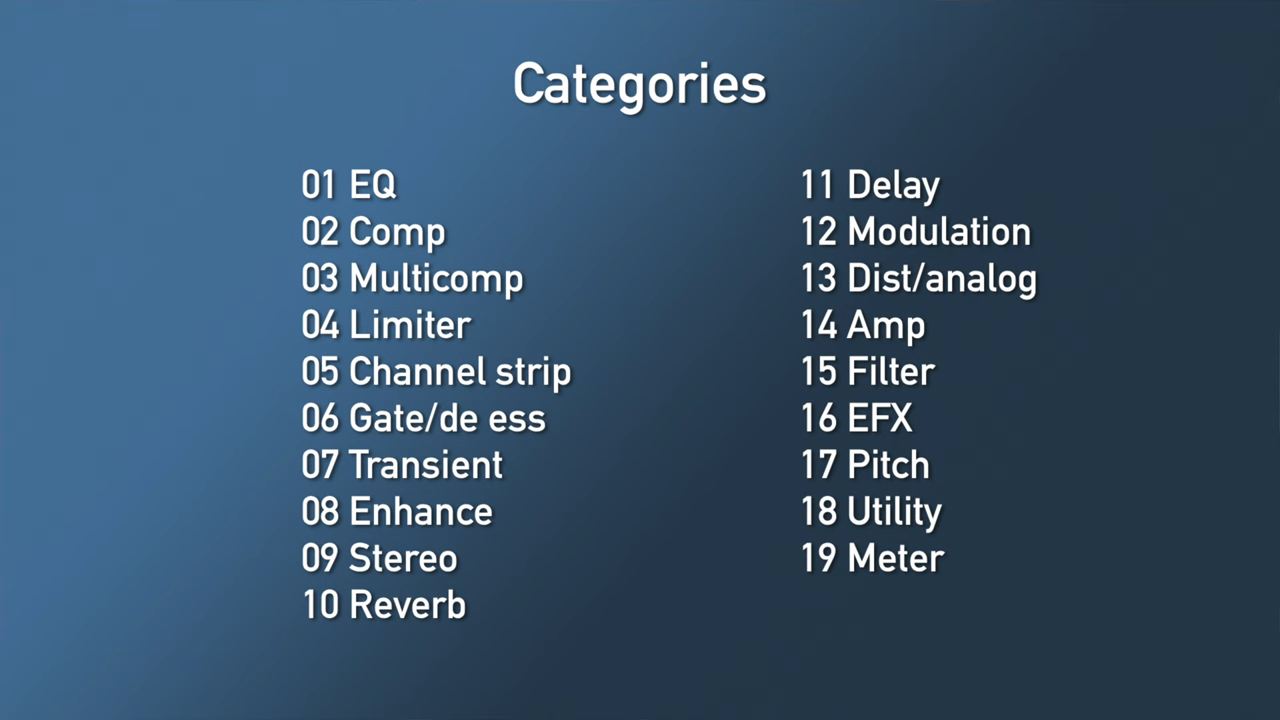 Categories
01 EQ
02 Comp
03 Multicomp
04 Limiter
05 Channel strip
06 Gate/de ess
07 Transient
08 Enhance
09 Stereo
10 Reverb
11 Delay
12 Modulation
13 Dist/analog
14 Amp
15 Filter
16 EFX
17 Pitch
18 Utility
19 Meter